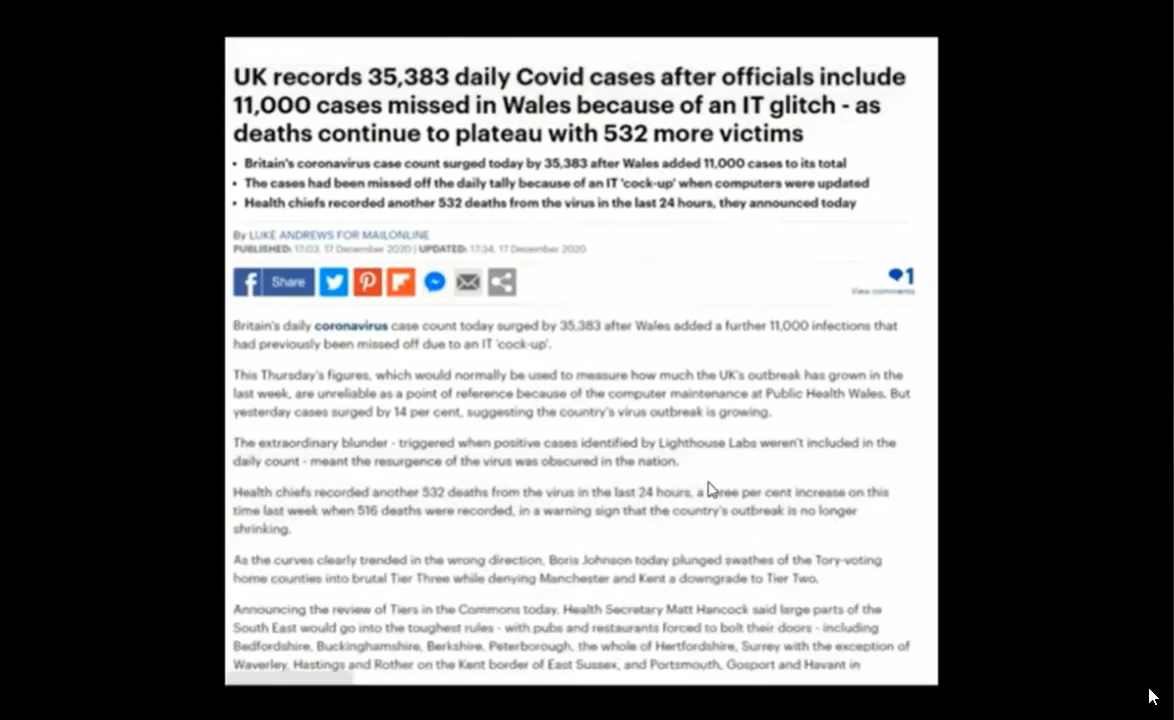 UK records 35,383 daily Covid cases after officials include
11,000 cases missed in Wales because of an IT glitch - as
deaths continue to plateau with 532 more victims
• Britain's coronavirus case count surged today by 35,383 after Wales added 11,000 cases to its total
• The cases had been missed off the daily tally because of an IT 'cock-up' when computers were updated
• Health chiefs recorded another 532 deaths from the virus in the last 24 hours, they announced today
By LUKE ANDREWS FOR MAILONLINE
PUBLISHED: 17:03, 17 December 2020 | UPDATED: 17:34, 17 December 2020
f Share
1
View comments
Britain's daily coronavirus case count today surged by 35,383 after Wales added a further 11,000 infections that
had previously been missed off due to an IT 'cock-up'.
This Thursday's figures, which would normally be used to measure how much the UK's outbreak has grown in the
last week, are unreliable as a point of reference because of the computer maintenance at Public Health Wales. But
yesterday cases surged by 14 per cent, suggesting the country's virus outbreak is growing.
The extraordinary blunder - triggered when positive cases identified by Lighthouse Labs weren't included in the
daily count - meant the resurgence of the virus was obscured in the nation.
Health chiefs recorded another 532 deaths from the virus in the last 24 hours, a three per cent increase on this
time last week when 516 deaths were recorded, in a warning sign that the country's outbreak is no longer
shrinking.
As the curves clearly trended in the wrong direction, Boris Johnson today plunged swathes of the Tory-voting
home counties into brutal Tier Three while denying Manchester and Kent a downgrade to Tier Two.
Announcing the review of Tiers in the Commons today, Health Secretary Matt Hancock said large parts of the
South East would go into the toughest rules - with pubs and restaurants forced to bolt their doors - including
Bedfordshire, Buckinghamshire, Berkshire, Peterborough, the whole of Hertfordshire, Surrey with the exception of
Waverley, Hastings and Rother on the Kent border of East Sussex, and Portsmouth, Gosport and Havant in